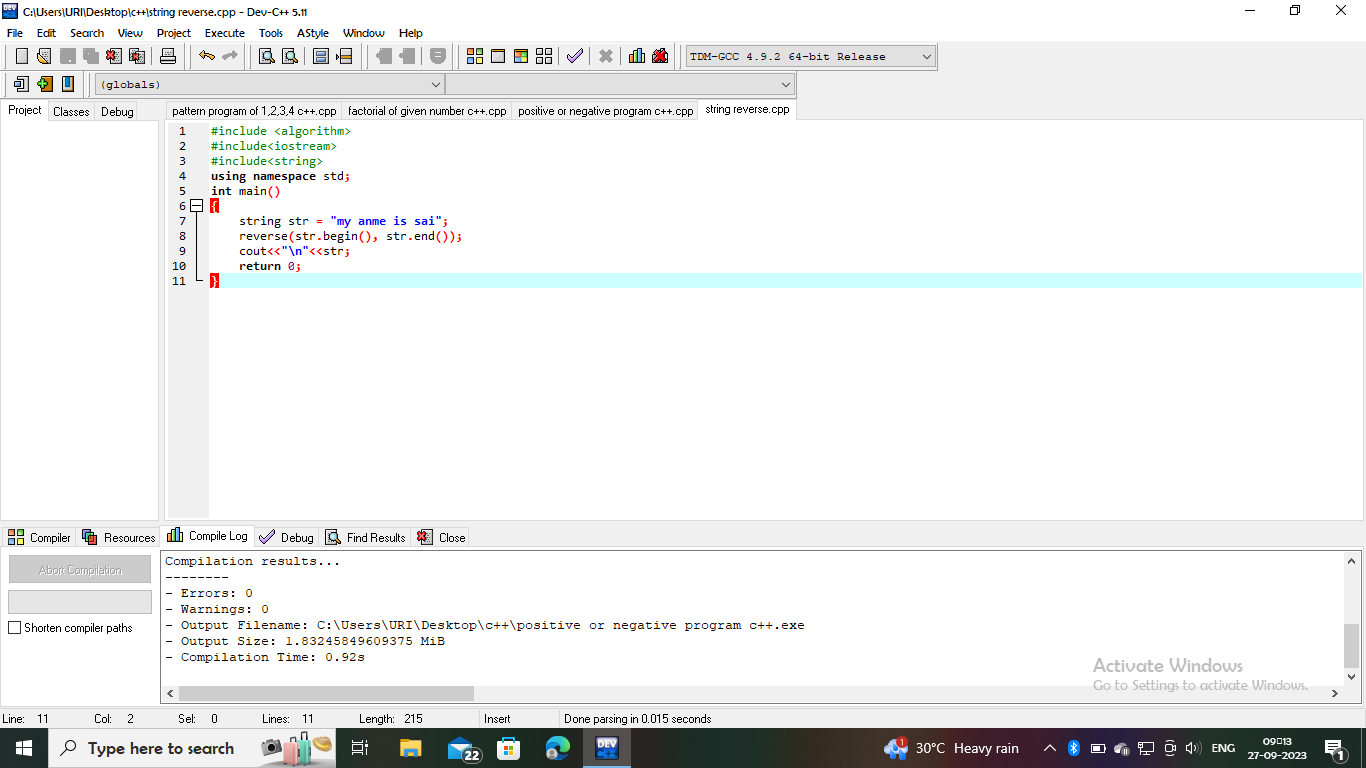 C:\Users\URI\Desktop\c++\string reverse.cpp - Dev-C++ 5.11
File Edit Search View Project Execute Tools AStyle Window Help
TDM-GCC 4.9.2 64-bit Release
(globals)
Project Classes Debug
pattern program of 1,2,3,4 c++.cpp factorial of given number c++.cpp positive or negative program c++.cpp string reverse.cpp
1 #include <algorithm>
2 #include<iostream>
3 #include<string>
4 using namespace std;
5 int main()
6 {
7 string str = "my anme is sai";
8 reverse(str.begin(), str.end());
9 cout<<"\n"<<str;
10 return 0;
11 }
Compiler Resources Compile Log Debug Find Results Close
Abort Compilation
Shorten compiler paths
Compilation results...
--------
- Errors: 0
- Warnings: 0
- Output Filename: C:\Users\URI\Desktop\c++\positive or negative program c++.exe
- Output Size: 1.83245849609375 MiB
- Compilation Time: 0.92s
Activate Windows
Go to Settings to activate Windows.
Line: 11 Col: 2 Sel: 0 Lines: 11 Length: 215 Insert Done parsing in 0.015 seconds
Type here to search
22
DEV
1
30°C Heavy rain
ENG
09:13
27-09-2023
1